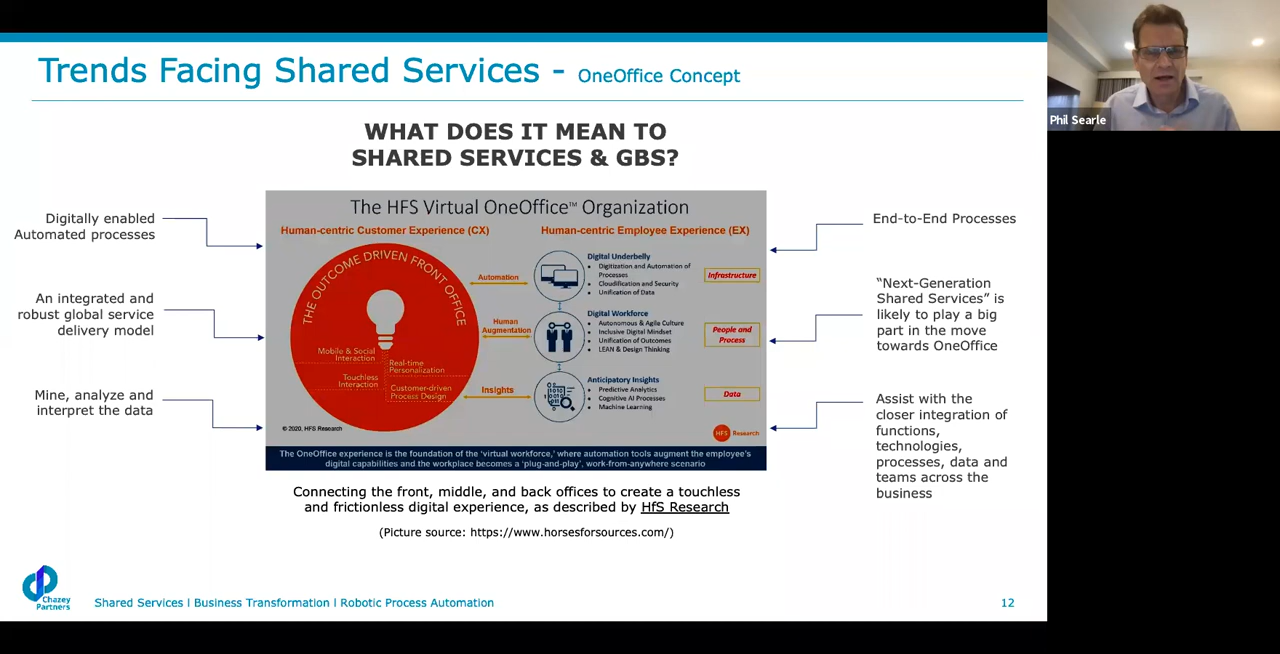 Trends Facing Shared Services - OneOffice Concept
Phil Searle
WHAT DOES IT MEAN TO
SHARED SERVICES & GBS?
Digitally enabled
Automated processes
An integrated and
robust global service
delivery model
Mine, analyze and
interpret the data
The HFS Virtual OneOffice™ Organization
Human-centric Customer Experience (CX)
Human-centric Employee Experience (EX)
THE OUTCOME DRIVEN FRONT OFFICE
Mobile & Social
Interaction
Real-time
Personalization
Touchless
Interaction
Customer-driven
Process Design
Automation
Human
Augmentation
Insights
Digital Underbelly
• Digitization and Automation of
Processes
• Cloudification and Security
• Unification of Data
Infrastructure
Digital Workforce
• Autonomous & Agile Culture
• Inclusive Digital Mindset
• Unification of Outcomes
• LEAN & Design Thinking
People and
Process
Anticipatory Insights
• Predictive Analytics
• Cognitive AI Processes
• Machine Learning
Data
© 2020, HFS Research
HFS Research
The OneOffice experience is the foundation of the 'virtual workforce,' where automation tools augment the employee's
digital capabilities and the workplace becomes a 'plug-and-play', work-from-anywhere scenario
End-to-End Processes
“Next-Generation
Shared Services” is
likely to play a big
part in the move
towards OneOffice
Assist with the
closer integration of
functions,
technologies,
processes, data and
teams across the
business
Connecting the front, middle, and back offices to create a touchless
and frictionless digital experience, as described by HfS Research
(Picture source: https://www.horsesforsources.com/)
Chazey
Partners
Shared Services I Business Transformation I Robotic Process Automation
12